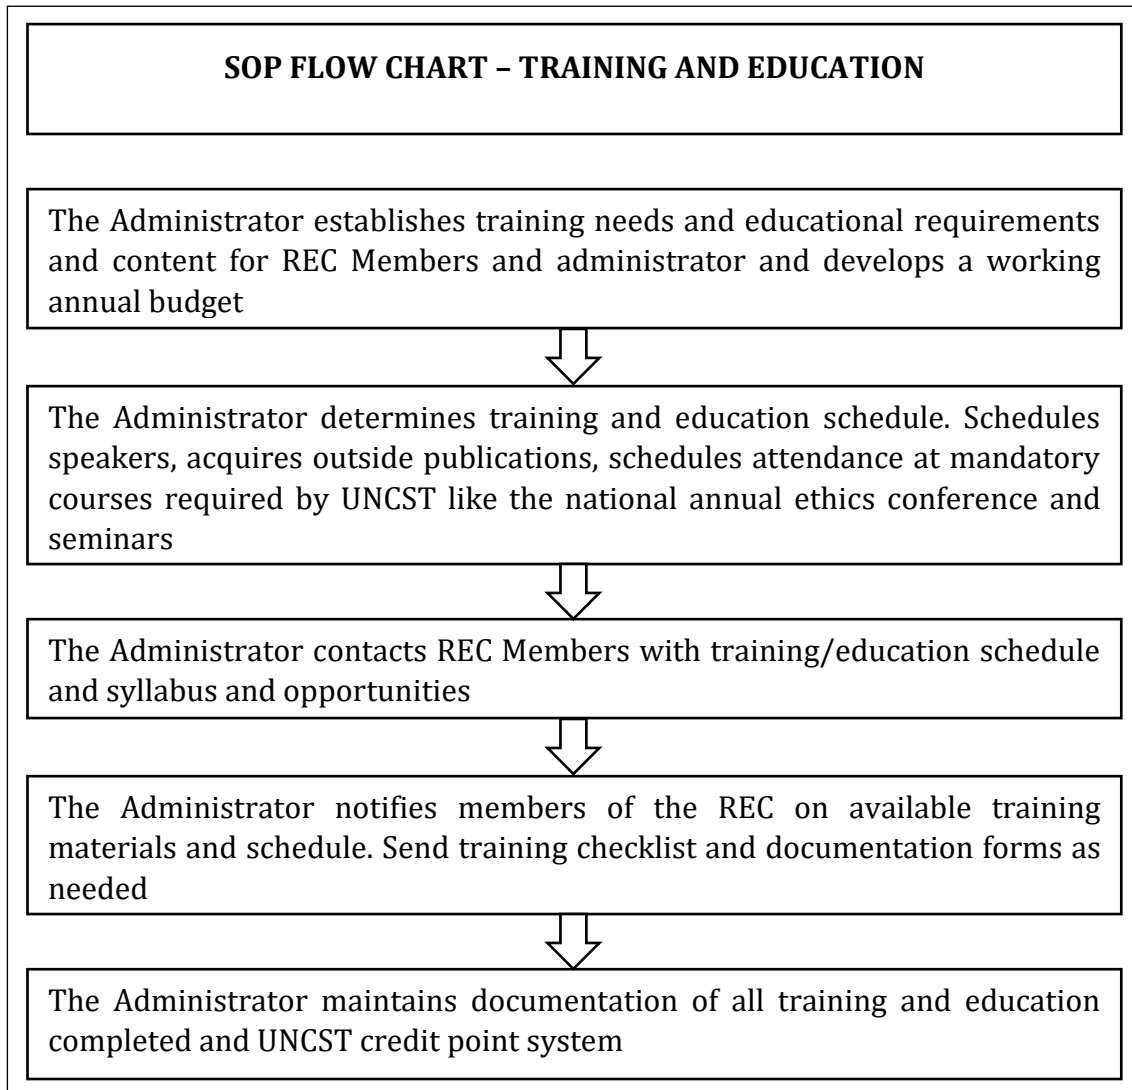 SOP FLOW CHART – TRAINING AND EDUCATION
The Administrator establishes training needs and educational requirements
and content for REC Members and administrator and develops a working
annual budget
The Administrator determines training and education schedule. Schedules
speakers, acquires outside publications, schedules attendance at mandatory
courses required by UNCST like the national annual ethics conference and
seminars
The Administrator contacts REC Members with training/education schedule
and syllabus and opportunities
The Administrator notifies members of the REC on available training
materials and schedule. Send training checklist and documentation forms as
needed
The Administrator maintains documentation of all training and education
completed and UNCST credit point system